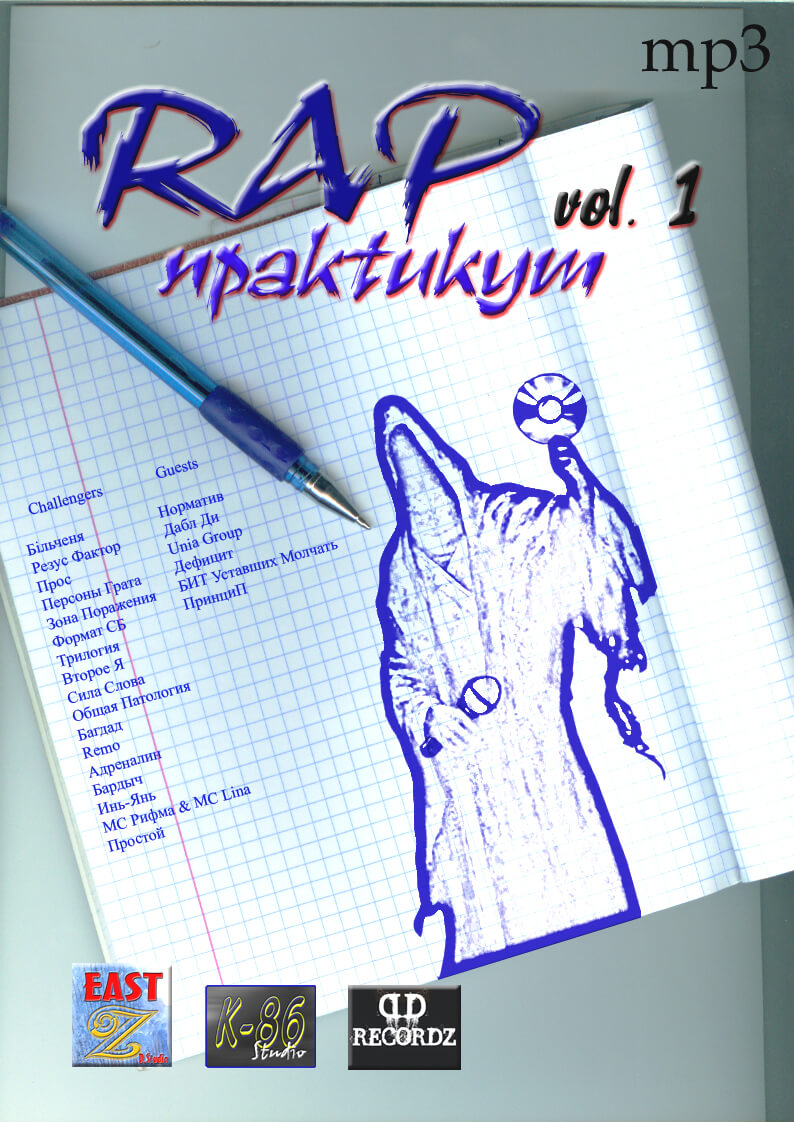 mp3
RAP
практикум
vol. 1
Challengers
Guests
Більченя
Резус Фактор
Прос
Персоны Грата
Зона Поражения
Формат СБ
Трилогия
Второе Я
Сила Слова
Общая Патология
Багдад
Remo
Адреналин
Бардыч
Инь-Янь
МС Рифма & MC Lina
Простой
Норматив
Дабл Ди
Unia Group
Дефицит
БИТ Уставших Молчать
ПринциП
EAST
Z
K-86
Studio
RECORDZ